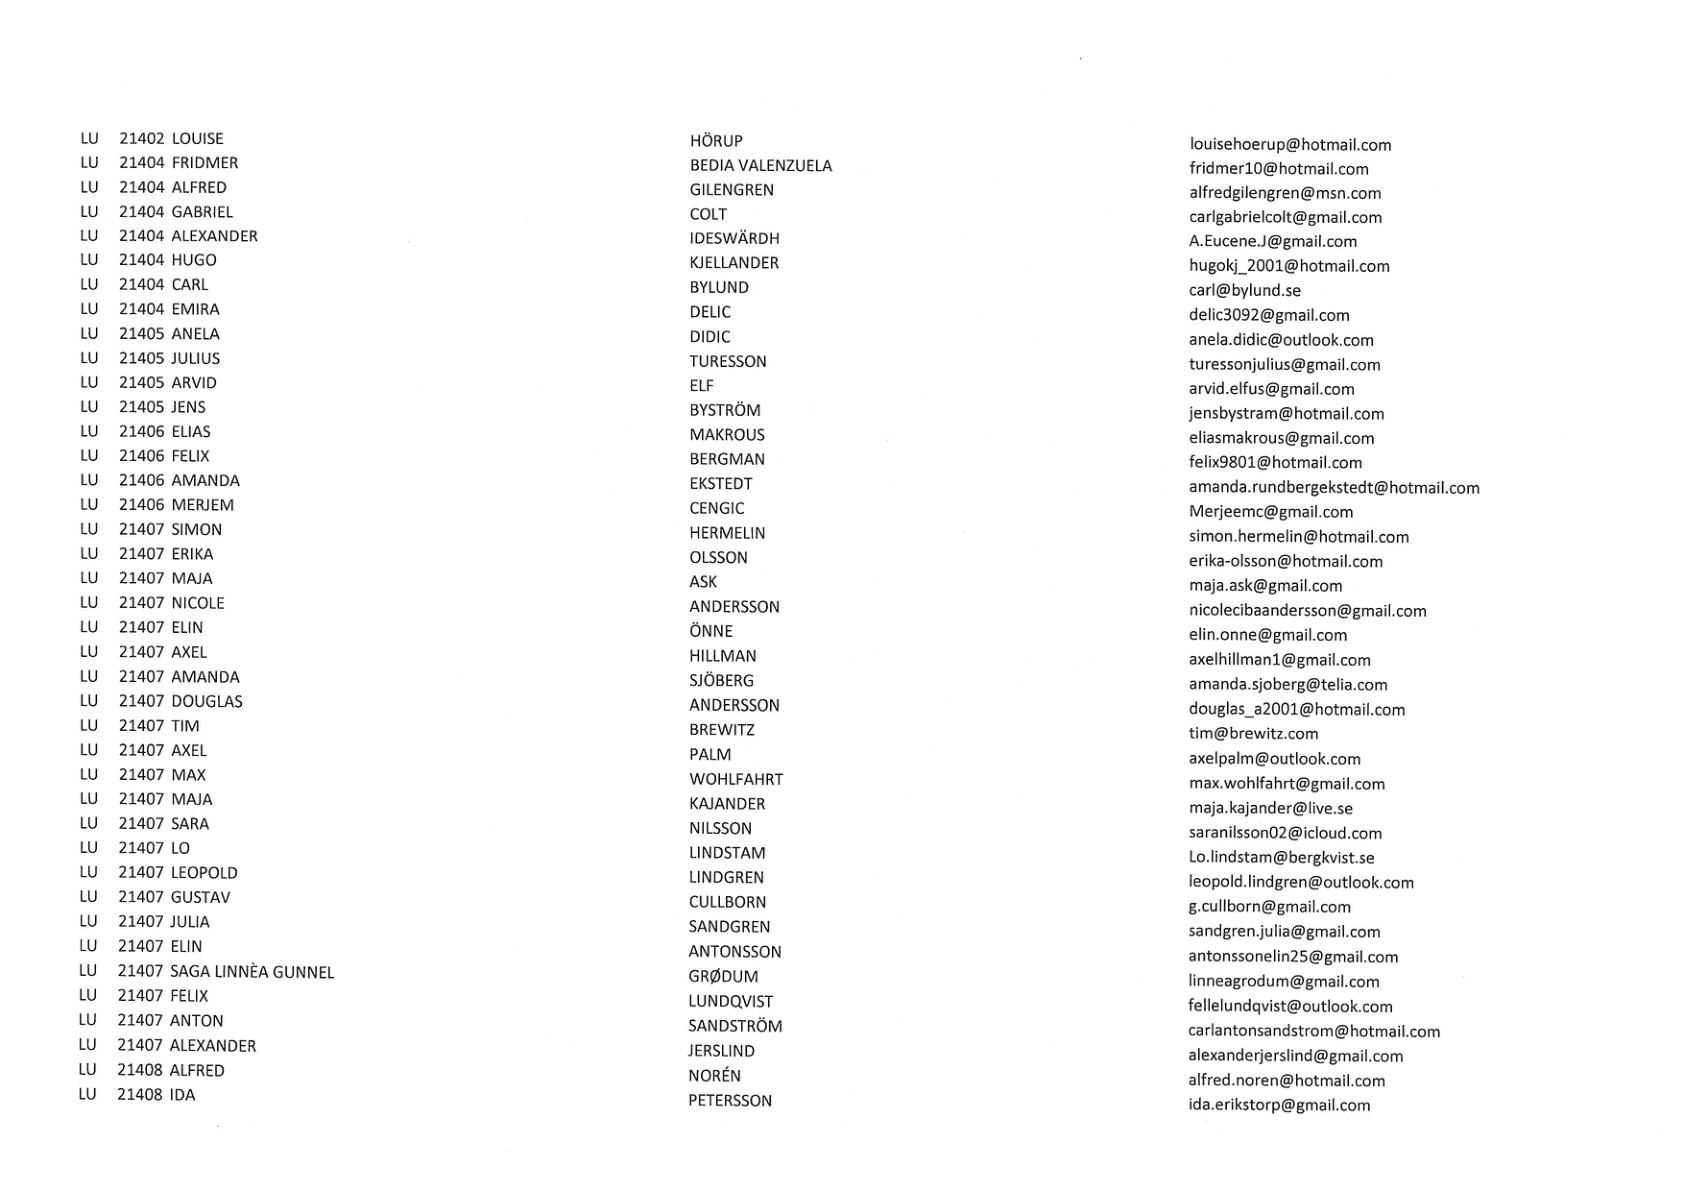 LU 21402 LOUISE HÖRUP louisehoerup@hotmail.com
LU 21404 FRIDMER BEDIA VALENZUELA fridmer10@hotmail.com
LU 21404 ALFRED GILENGREN alfredgilengren@msn.com
LU 21404 GABRIEL COLT carlgabrielcolt@gmail.com
LU 21404 ALEXANDER IDESWÄRDH A.Eucene.J@gmail.com
LU 21404 HUGO KJELLANDER hugokj_2001@hotmail.com
LU 21404 CARL BYLUND carl@bylund.se
LU 21404 EMIRA DELIC delic3092@gmail.com
LU 21405 ANELA DIDIC anela.didic@outlook.com
LU 21405 JULIUS TURESSON turessonjulius@gmail.com
LU 21405 ARVID ELF arvid.elfus@gmail.com
LU 21405 JENS BYSTRÖM jensbystram@hotmail.com
LU 21406 ELIAS MAKROUS eliasmakrous@gmail.com
LU 21406 FELIX BERGMAN felix9801@hotmail.com
LU 21406 AMANDA EKSTEDT amanda.rundbergekstedt@hotmail.com
LU 21406 MERJEM CENGIC Merjeemc@gmail.com
LU 21407 SIMON HERMELIN simon.hermelin@hotmail.com
LU 21407 ERIKA OLSSON erika-olsson@hotmail.com
LU 21407 MAJA ASK maja.ask@gmail.com
LU 21407 NICOLE ANDERSSON nicolecibaandersson@gmail.com
LU 21407 ELIN ÖNNE elin.onne@gmail.com
LU 21407 AXEL HILLMAN axelhillman1@gmail.com
LU 21407 AMANDA SJÖBERG amanda.sjoberg@telia.com
LU 21407 DOUGLAS ANDERSSON douglas_a2001@hotmail.com
LU 21407 TIM BREWITZ tim@brewitz.com
LU 21407 AXEL PALM axelpalm@outlook.com
LU 21407 MAX WOHLFAHRT max.wohlfahrt@gmail.com
LU 21407 MAJA KAJANDER maja.kajander@live.se
LU 21407 SARA NILSSON saranilsson02@icloud.com
LU 21407 LO LINDSTAM Lo.lindstam@bergkvist.se
LU 21407 LEOPOLD LINDGREN leopold.lindgren@outlook.com
LU 21407 GUSTAV CULLBORN g.cullborn@gmail.com
LU 21407 JULIA SANDGREN sandgren.julia@gmail.com
LU 21407 ELIN ANTONSSON antonssonelin25@gmail.com
LU 21407 SAGA LINNÈA GUNNEL GRØDUM linneagrodum@gmail.com
LU 21407 FELIX LUNDQVIST fellelundqvist@outlook.com
LU 21407 ANTON SANDSTRÖM carlantonsandstrom@hotmail.com
LU 21407 ALEXANDER JERSLIND alexanderjerslind@gmail.com
LU 21408 ALFRED NORÉN alfred.noren@hotmail.com
LU 21408 IDA PETERSSON ida.erikstorp@gmail.com